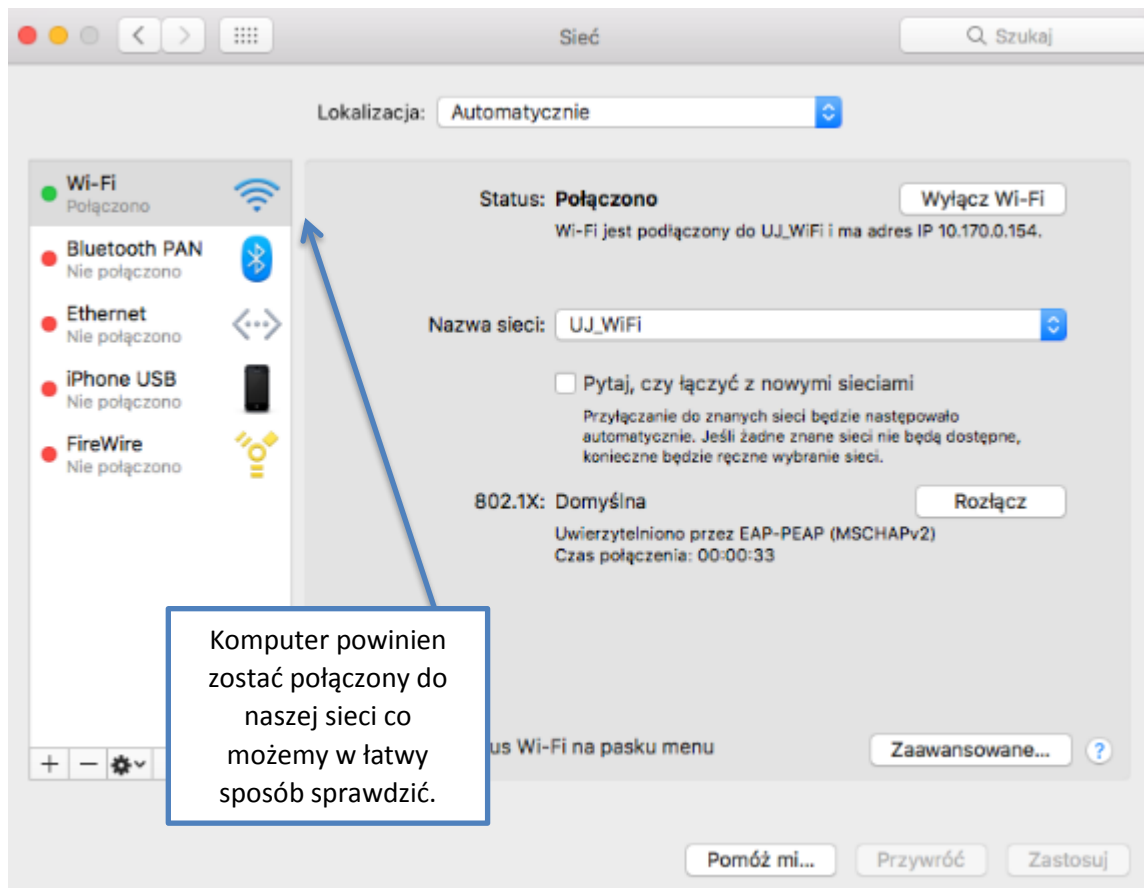 Sieć
Szukaj
Lokalizacja: Automatycznie
Wi-Fi
Połączono
Bluetooth PAN
Nie połączono
Ethernet
Nie połączono
iPhone USB
Nie połączono
FireWire
Nie połączono
Status: Połączono
Wyłącz Wi-Fi
Wi-Fi jest podłączony do UJ_WiFi i ma adres IP 10.170.0.154.
Nazwa sieci: UJ_WiFi
Pytaj, czy łączyć z nowymi sieciami
Przyłączanie do znanych sieci będzie następowało
automatycznie. Jeśli żadne znane sieci nie będą dostępne,
konieczne będzie ręczne wybranie sieci.
802.1X: Domyślna
Rozłącz
Uwierzytelniono przez EAP-PEAP (MSCHAPv2)
Czas połączenia: 00:00:33
Komputer powinien
zostać połączony do
naszej sieci co
możemy w łatwy
sposób sprawdzić.
us Wi-Fi na pasku menu
Zaawansowane... ?
Pomóż mi...
Przywróć
Zastosuj